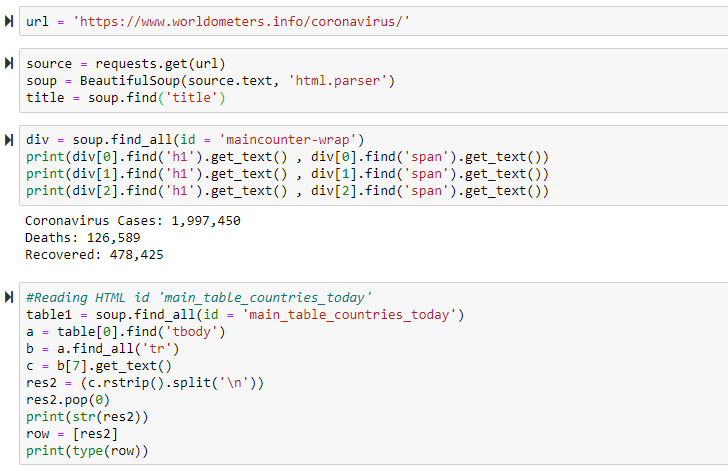 url = 'https://www.worldometers.info/coronavirus/'
source = requests.get(url)
soup = BeautifulSoup(source.text, 'html.parser')
title = soup.find('title')
div = soup.find_all(id = 'maincounter-wrap')
print(div[0].find('h1').get_text() , div[0].find('span').get_text())
print(div[1].find('h1').get_text() , div[1].find('span').get_text())
print(div[2].find('h1').get_text() , div[2].find('span').get_text())
Coronavirus Cases: 1,997,450
Deaths: 126,589
Recovered: 478,425
#Reading HTML id 'main_table_countries_today'
table1 = soup.find_all(id = 'main_table_countries_today')
a = table[0].find('tbody')
b = a.find_all('tr')
c = b[7].get_text()
res2 = (c.rstrip().split('\n'))
res2.pop(0)
print(str(res2))
row = [res2]
print(type(row))